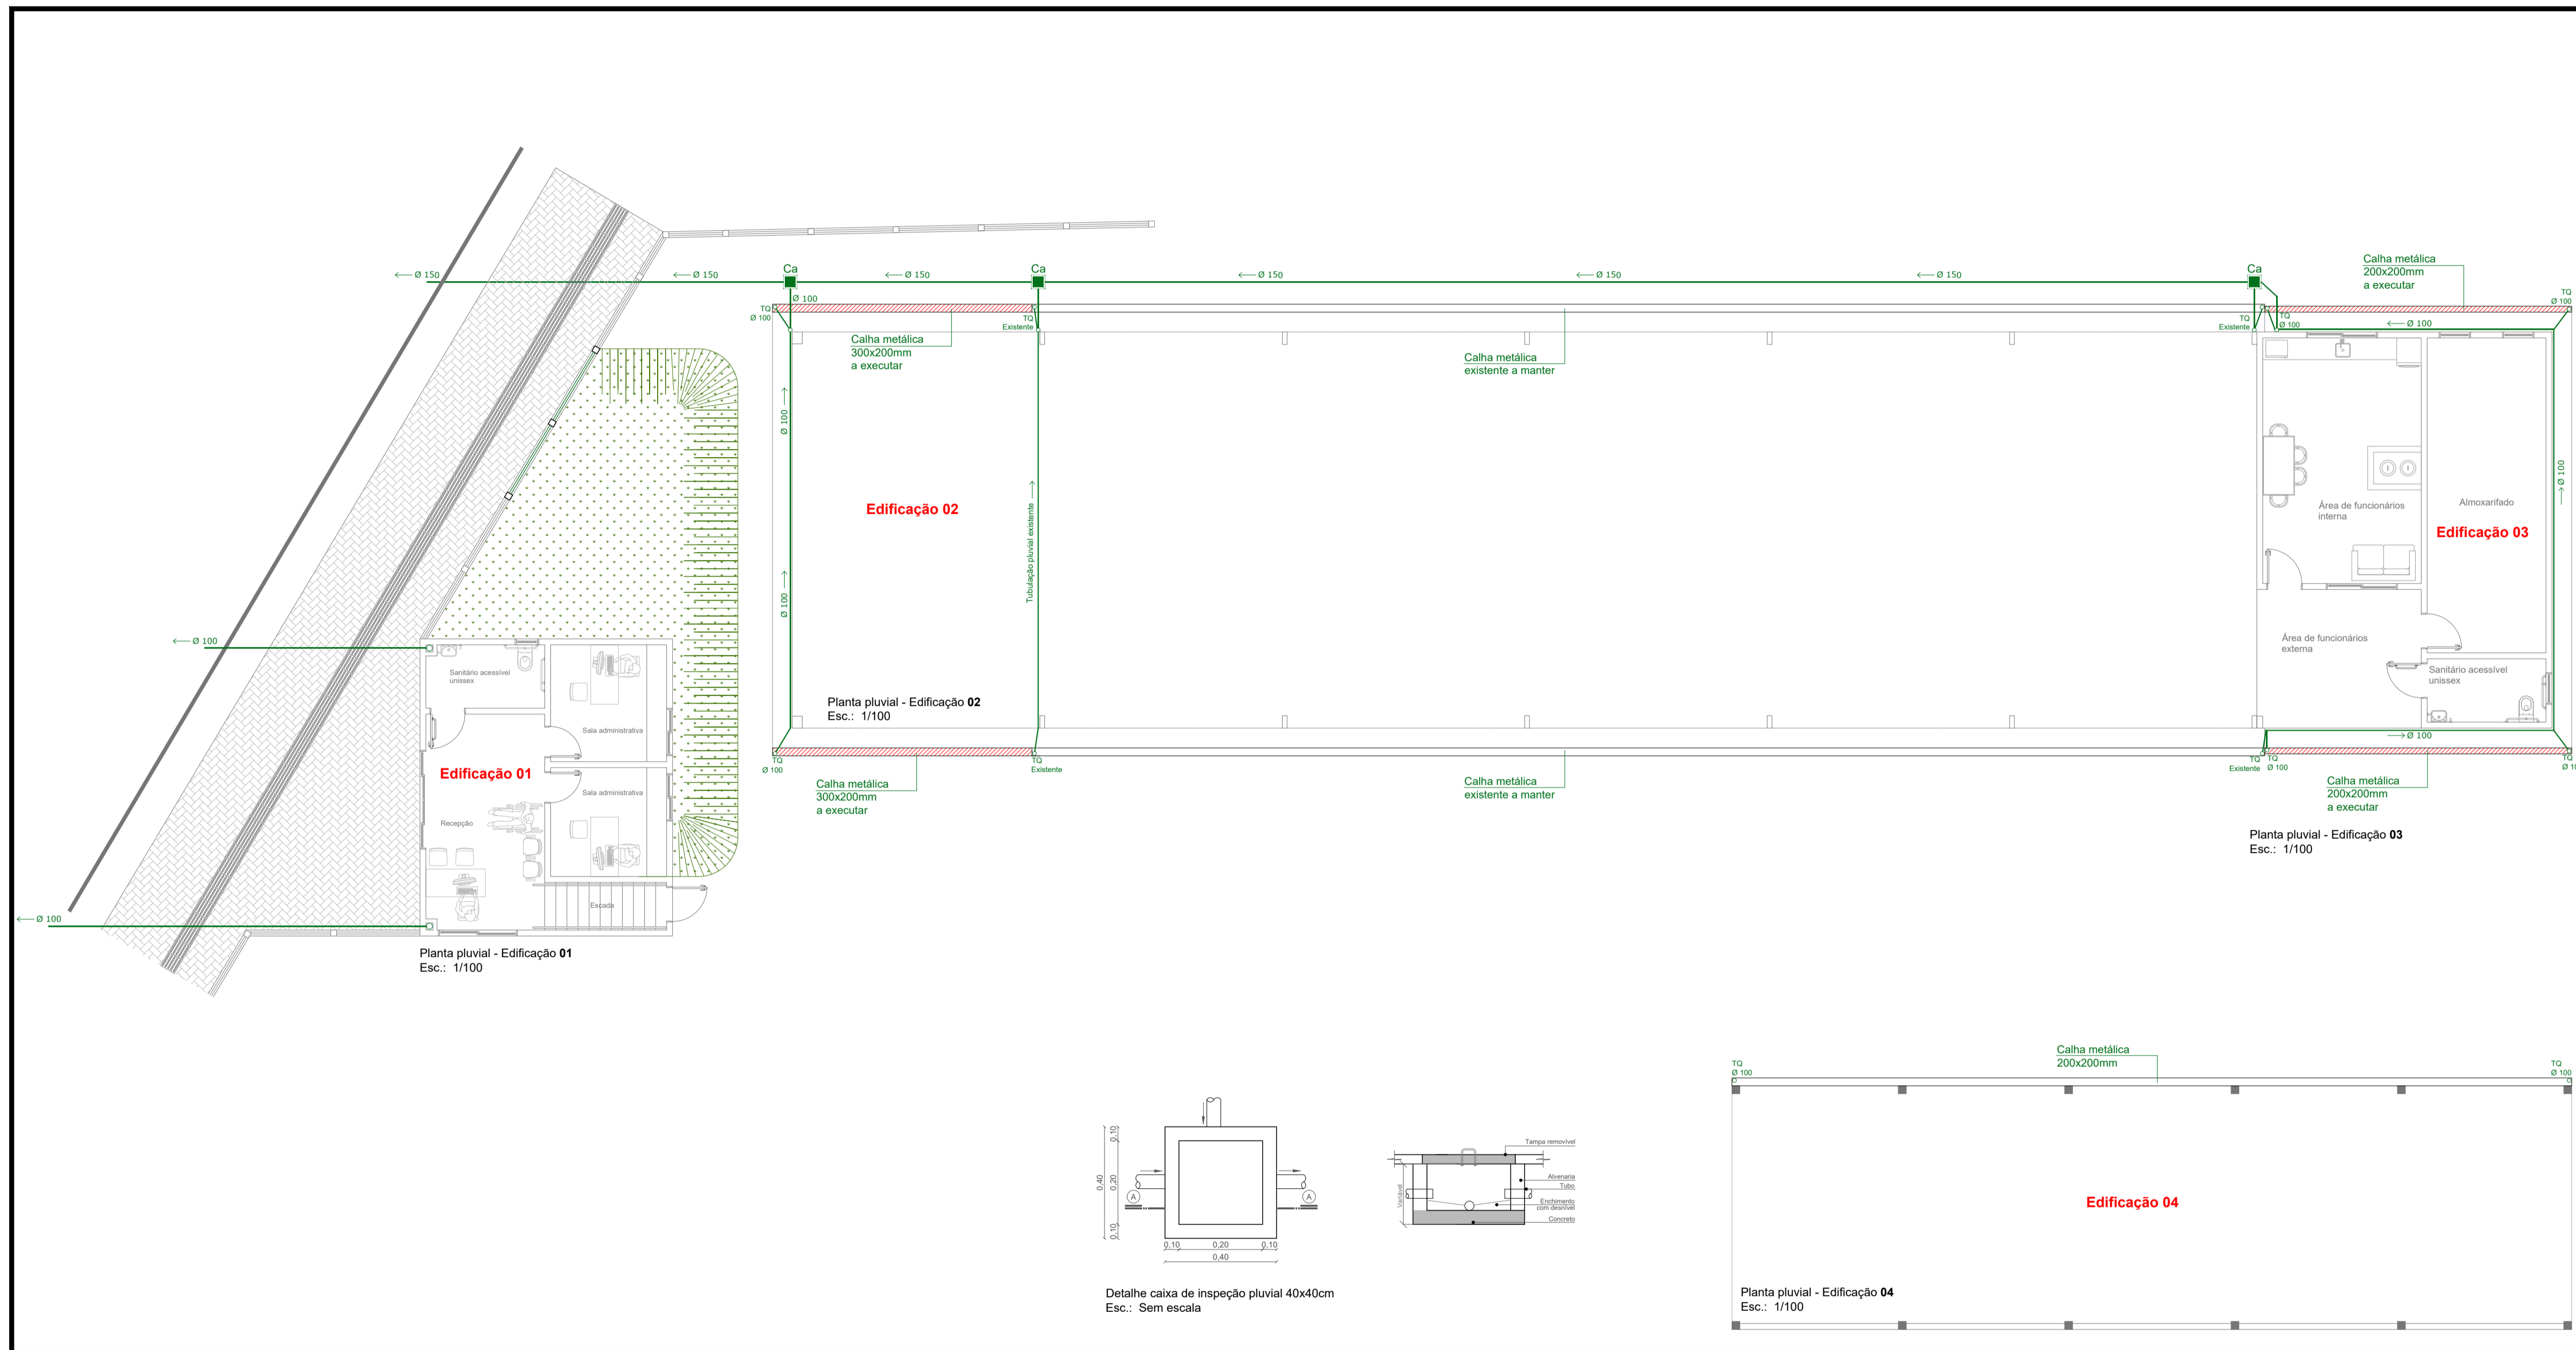 Ø 150
Ø 150
Ca
Ø 150
Ca
Ø 150
Ø 150
Ø 150
Ca
Calha metálica
200x200mm
a executar
TQ
Ø 100
TQ
Ø 100
Ø 100
Calha metálica
300x200mm
a executar
TQ
Existente
Calha metálica
existente a manter
TQ
Existente
TQ
Ø 100
Ø 100
Ø 100
Ø 100
Tubulação pluvial existente
Edificação 02
Planta pluvial - Edificação 02
Esc.: 1/100
Área de funcionários
interna
Almoxarifado
Edificação 03
Ø 100
Área de funcionários
externa
Sanitário acessível
unissex
Ø 100
TQ
Ø 100
Calha metálica
300x200mm
a executar
TQ
Existente
Calha metálica
existente a manter
TQ
Existente
TQ
Ø 100
Calha metálica
200x200mm
a executar
TQ
Planta pluvial - Edificação 03
Esc.: 1/100
Ø 100
Sanitário acessível
unissex
Sala administrativa
Edificação 01
Sala administrativa
Recepção
Escada
Ø 100
Planta pluvial - Edificação 01
Esc.: 1/100
0,10
0,20
0,10
0,40
A
A
0,10
0,20
0,10
0,40
Detalhe caixa de inspeção pluvial 40x40cm
Esc.: Sem escala
Tampa removível
Alvenaria
Tubo
Enchimento
com desnível
Concreto
Variável
TQ
Ø 100
Calha metálica
200x200mm
TQ
Ø 100
Edificação 04
Planta pluvial - Edificação 04
Esc.: 1/100